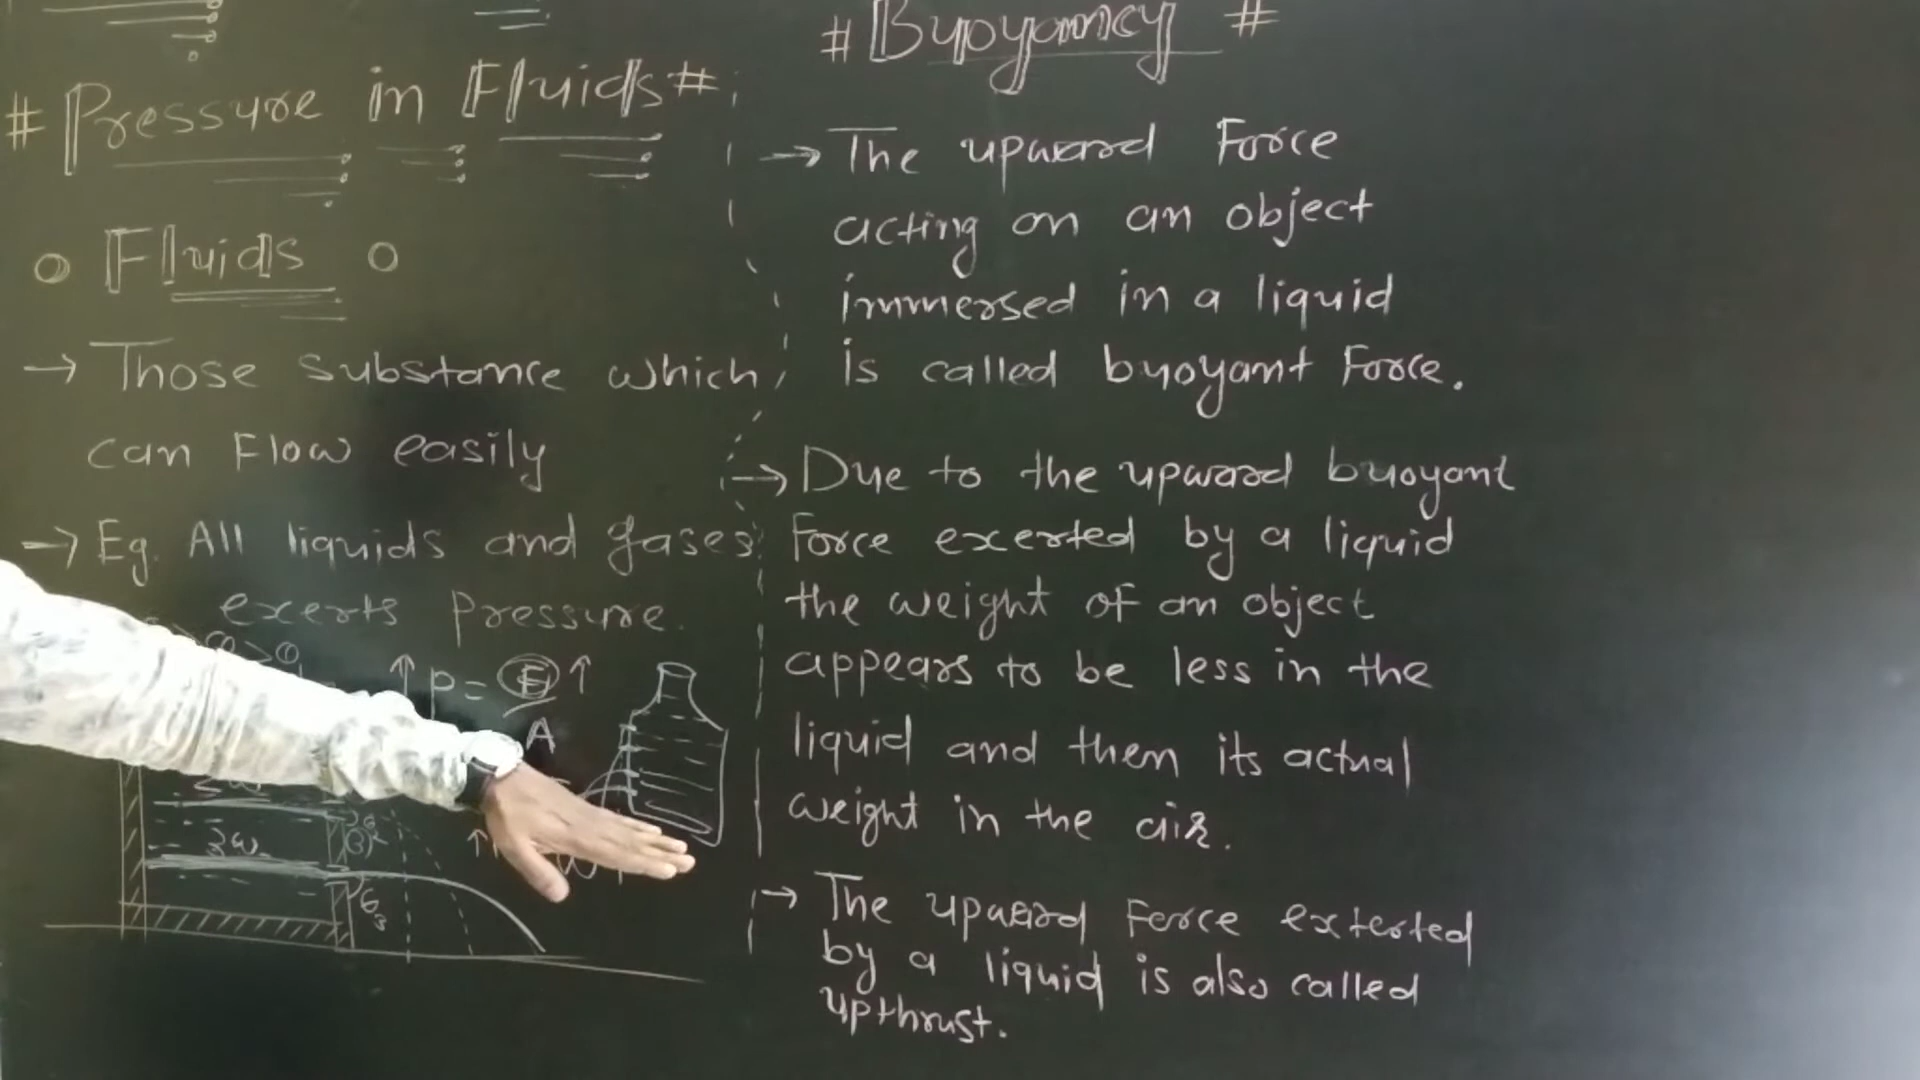 # Pressure in Fluids #
o Fluids o
→ Those substance which
can Flow easily
→ Eg. All liquids and gases
exerts pressure.
↑ P = F ↑
A
3w
# Buyoyancy #
→ The upward Force
acting on an object
immersed in a liquid
is called buyoyant Force.
→ Due to the upward buoyant
Force exerted by a liquid
the weight of an object
appears to be less in the
liquid and then its actual
weight in the air.
→ The upward Force exterted
by a liquid is also called
upthrust.